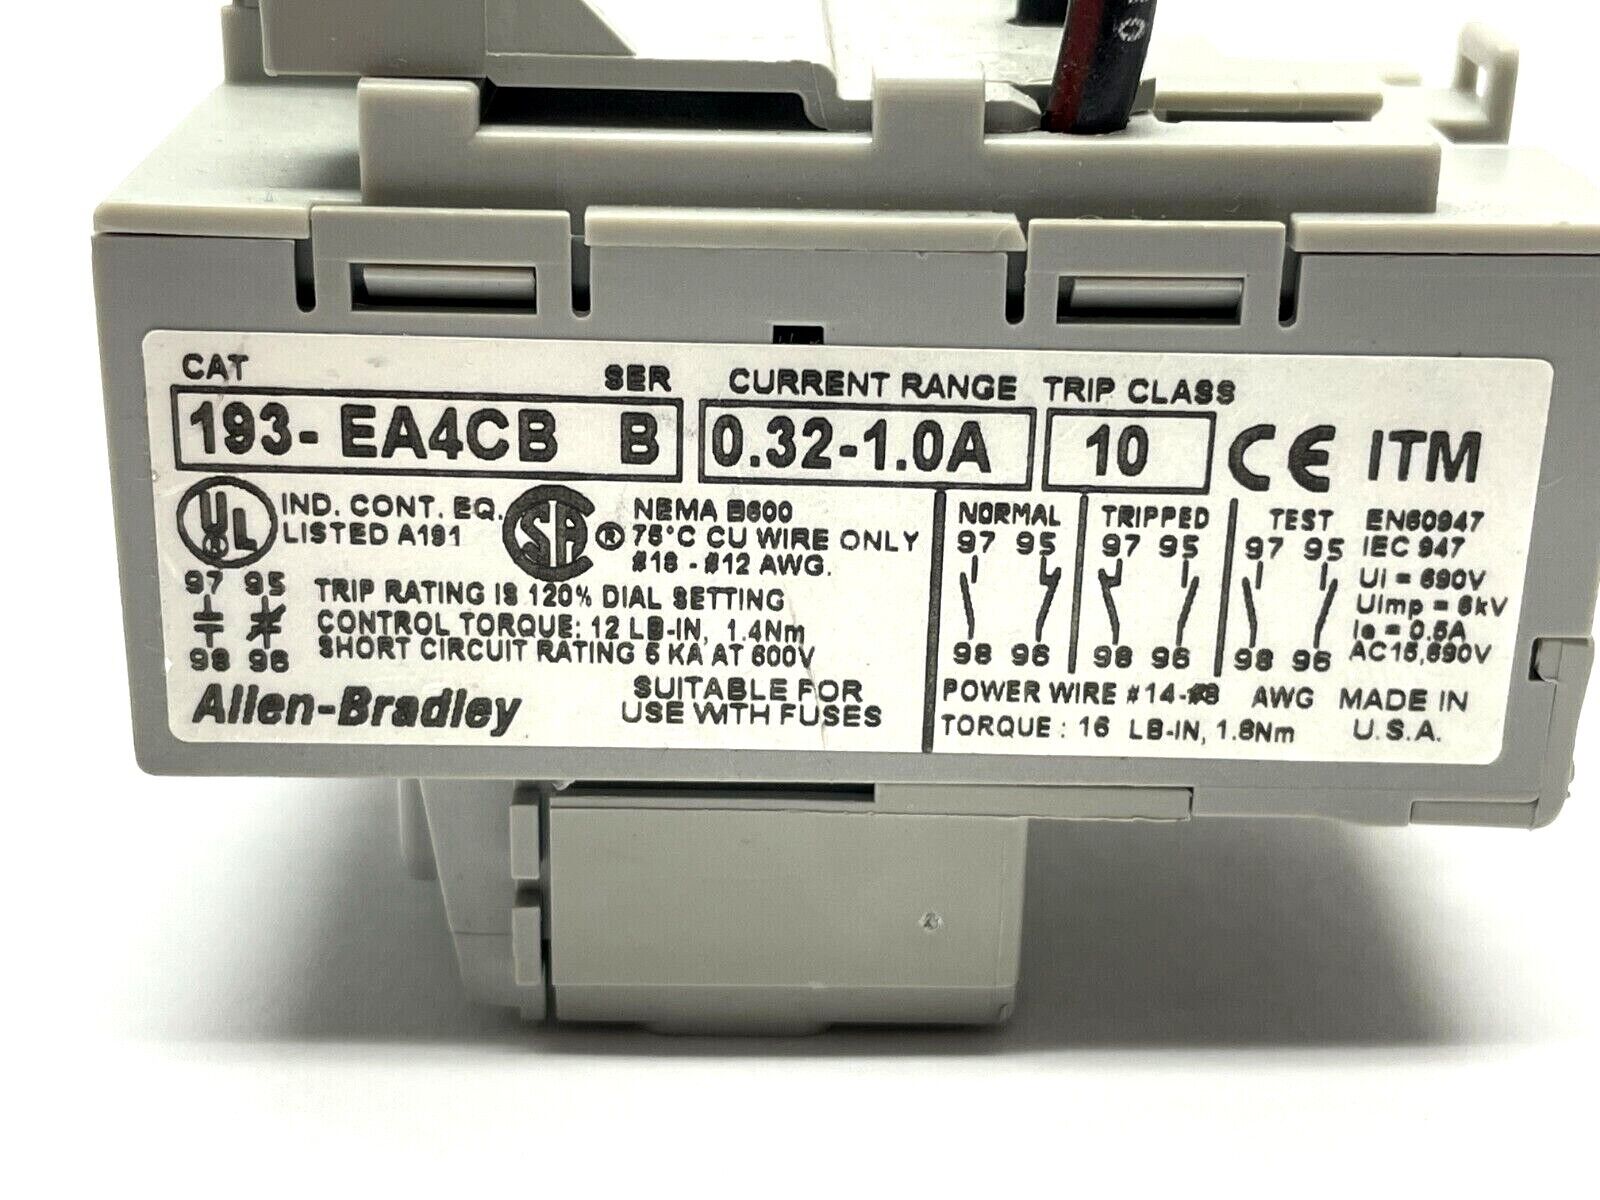 CAT SER CURRENT RANGE TRIP CLASS
193- EA4CB B 0.32-1.0A 10 CE ITM
UL ® IND. CONT. EQ.
LISTED A191
SA ® NEMA B600
75°C CU WIRE ONLY
#18 - #12 AWG.
97 95
98 96
TRIP RATING IS 120% DIAL SETTING
CONTROL TORQUE: 12 LB-IN, 1.4Nm
SHORT CIRCUIT RATING 5 KA AT 600V
Allen-Bradley
SUITABLE FOR
USE WITH FUSES
NORMAL TRIPPED TEST
97 95 97 95 97 95
98 96 98 96 98 96
EN60947
IEC 947
Ui = 690V
Uimp = 6kV
Ie = 0.5A
AC15,690V
POWER WIRE #14-#8 AWG MADE IN
TORQUE : 16 LB-IN, 1.8Nm U.S.A.